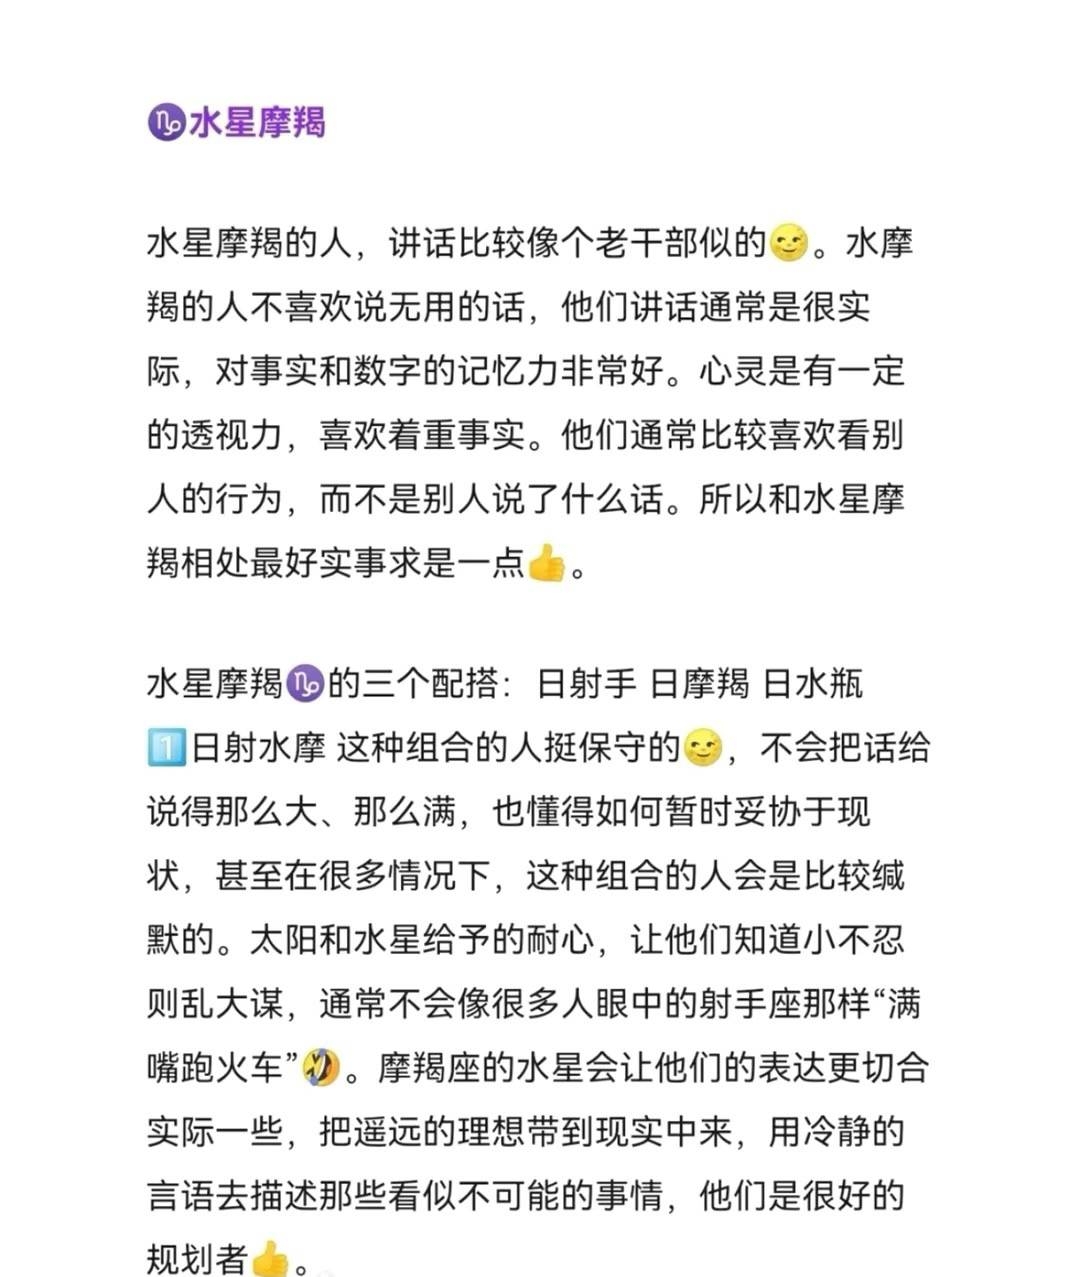 ♑水星摩羯
水星摩羯的人，讲话比较像个老干部似的🌝。水摩
羯的人不喜欢说无用的话，他们讲话通常是很实
际，对事实和数字的记忆力非常好。心灵是有一定
的透视力，喜欢着重事实。他们通常比较喜欢看别
人的行为，而不是别人说了什么话。所以和水星摩
羯相处最好实事求是一点👍。
水星摩羯♑的三个配搭：日射手 日摩羯 日水瓶
1️⃣日射水摩 这种组合的人挺保守的🌝，不会把话给
说得那么大、那么满，也懂得如何暂时妥协于现
状，甚至在很多情况下，这种组合的人会是比较缄
默的。太阳和水星给予的耐心，让他们知道小不忍
则乱大谋，通常不会像很多人眼中的射手座那样“满
嘴跑火车”🤣。摩羯座的水星会让他们的表达更切合
实际一些，把遥远的理想带到现实中来，用冷静的
言语去描述那些看似不可能的事情，他们是很好的
规划者👍。